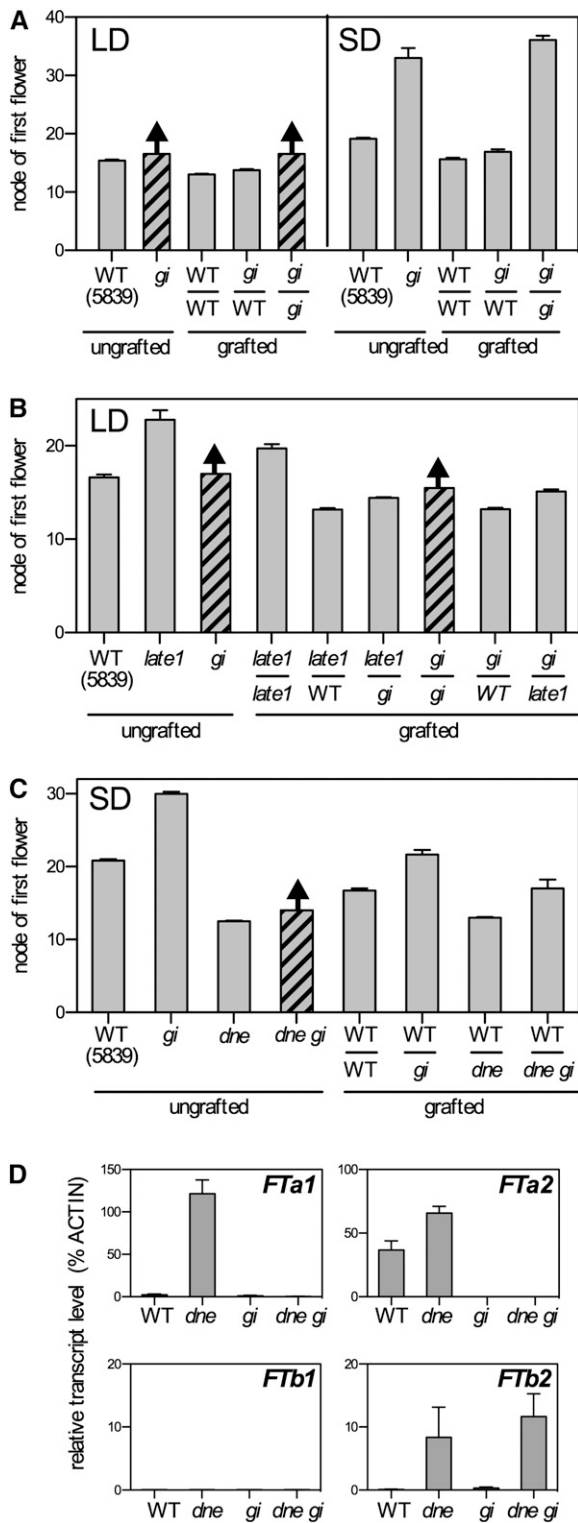 A
LD
SD
node of first flower
40
30
20
10
0
WT
(5839)
gi
WT
WT
gi
WT
gi
gi
WT
(5839)
gi
WT
WT
gi
WT
gi
gi
ungrafted
grafted
ungrafted
grafted
B
LD
node of first flower
20
10
0
WT
(5839)
late1
gi
late1
late1
late1
WT
late1
gi
gi
gi
gi
WT
gi
late1
ungrafted
grafted
C
SD
node of first flower
30
20
10
0
WT
(5839)
gi
dne
dne gi
WT
WT
WT
gi
WT
dne
WT
dne gi
ungrafted
grafted
D
relative transcript level (% ACTIN)
FTa1
150
100
50
0
WT dne gi dne gi
FTa2
100
50
0
WT dne gi dne gi
FTb1
20
10
0
WT dne gi dne gi
FTb2
20
10
0
WT dne gi dne gi